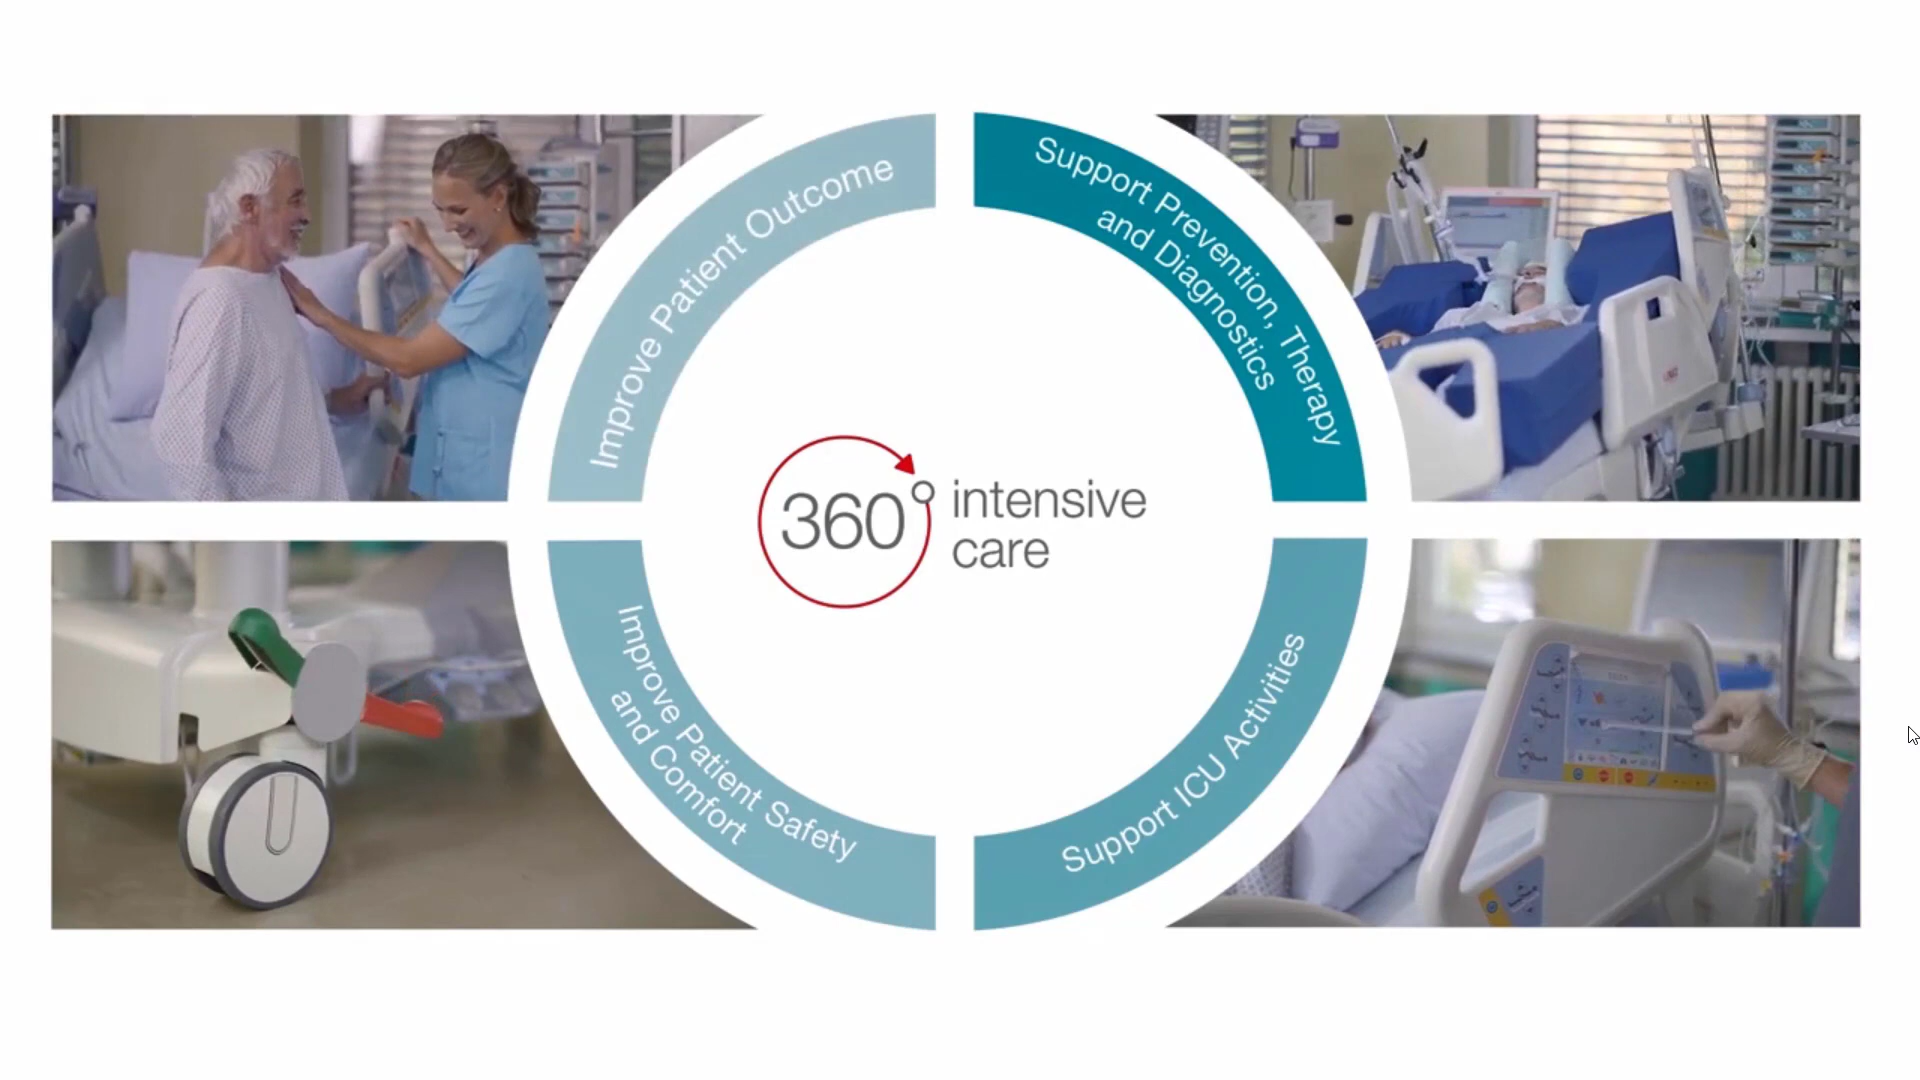 Improve Patient Outcome
Support Prevention, Therapy
and Diagnostics
360° intensive
care
Improve Patient Safety
and Comfort
Support ICU Activities